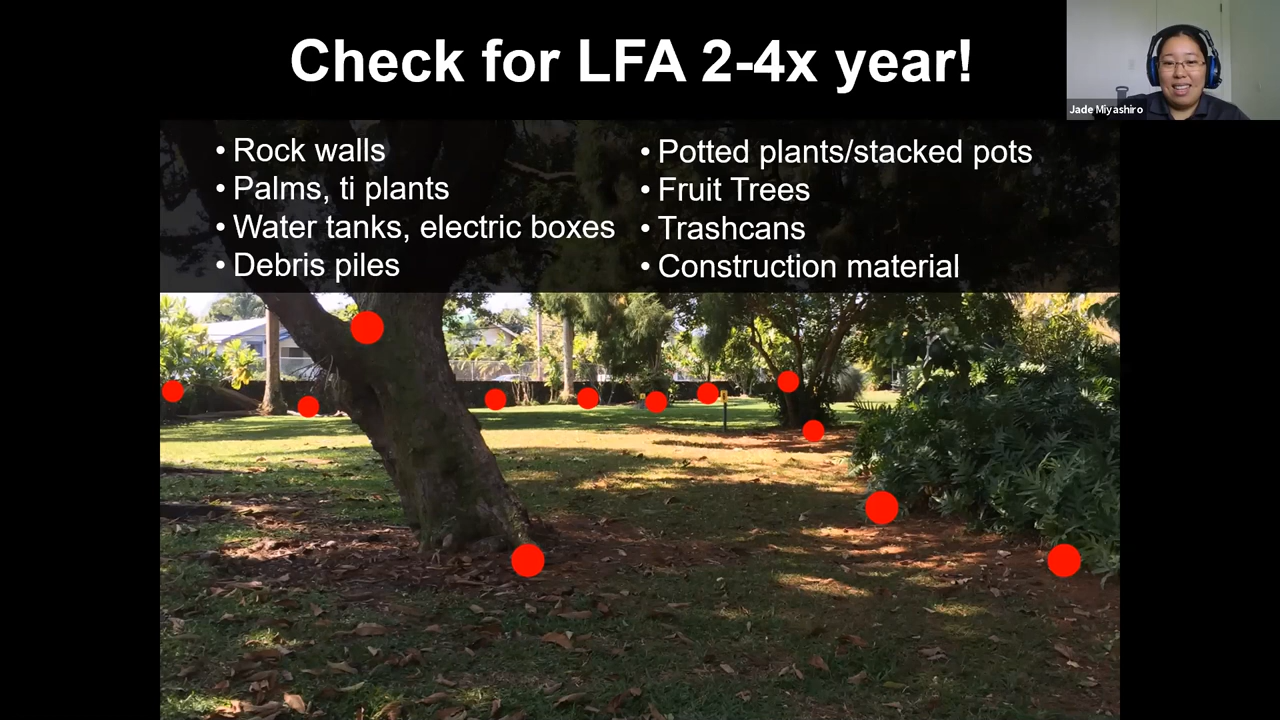 Check for LFA 2-4x year!
Jade Miyashiro
• Rock walls
• Palms, ti plants
• Water tanks, electric boxes
• Debris piles
• Potted plants/stacked pots
• Fruit Trees
• Trashcans
• Construction material